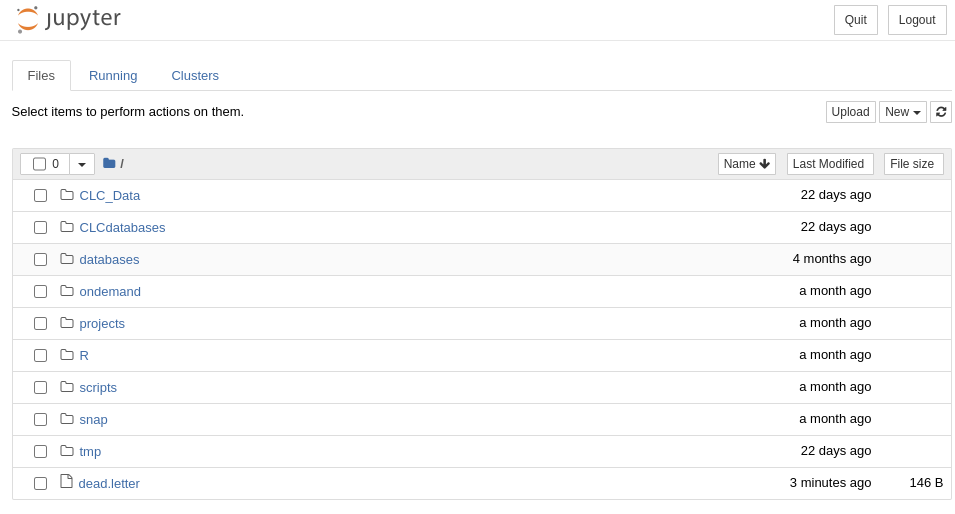 jupyter Quit Logout
Files Running Clusters
Select items to perform actions on them. Upload New
0 / Name Last Modified File size
CLC_Data 22 days ago
CLCdatabases 22 days ago
databases 4 months ago
ondemand a month ago
projects a month ago
R a month ago
scripts a month ago
snap a month ago
tmp 22 days ago
dead.letter 3 minutes ago 146 B